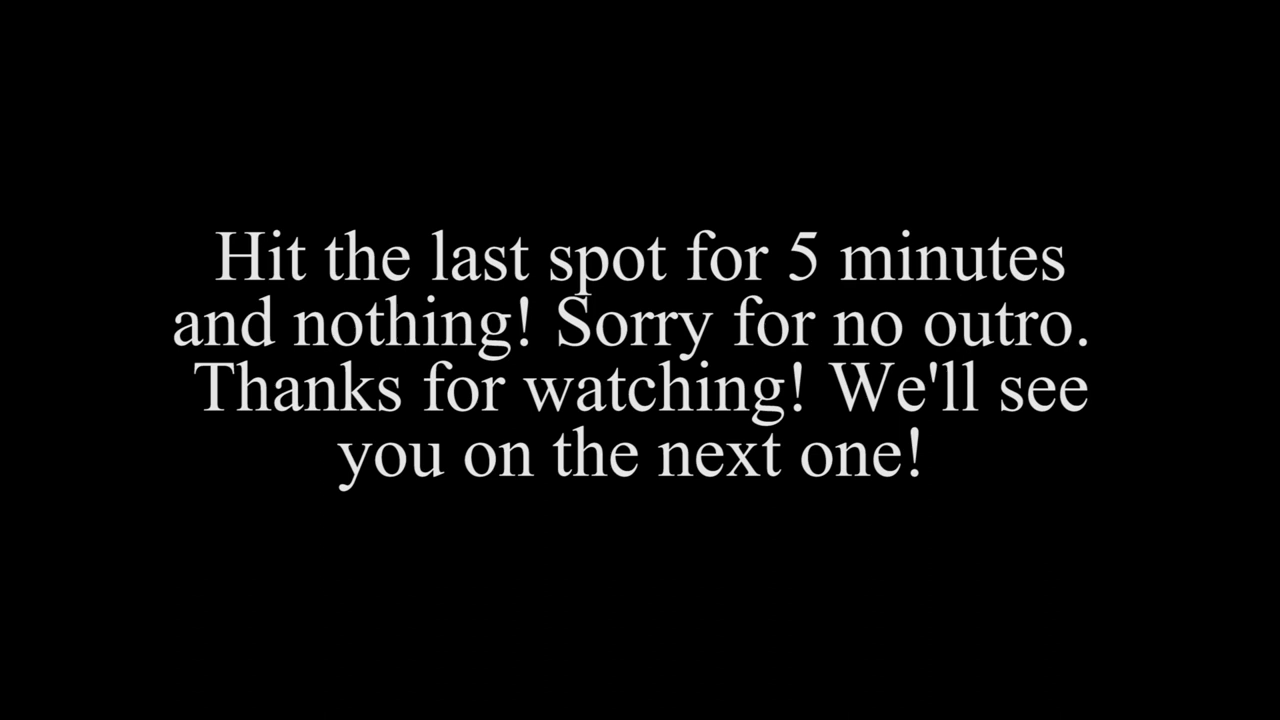 Hit the last spot for 5 minutes
and nothing! Sorry for no outro.
Thanks for watching! We'll see
you on the next one!